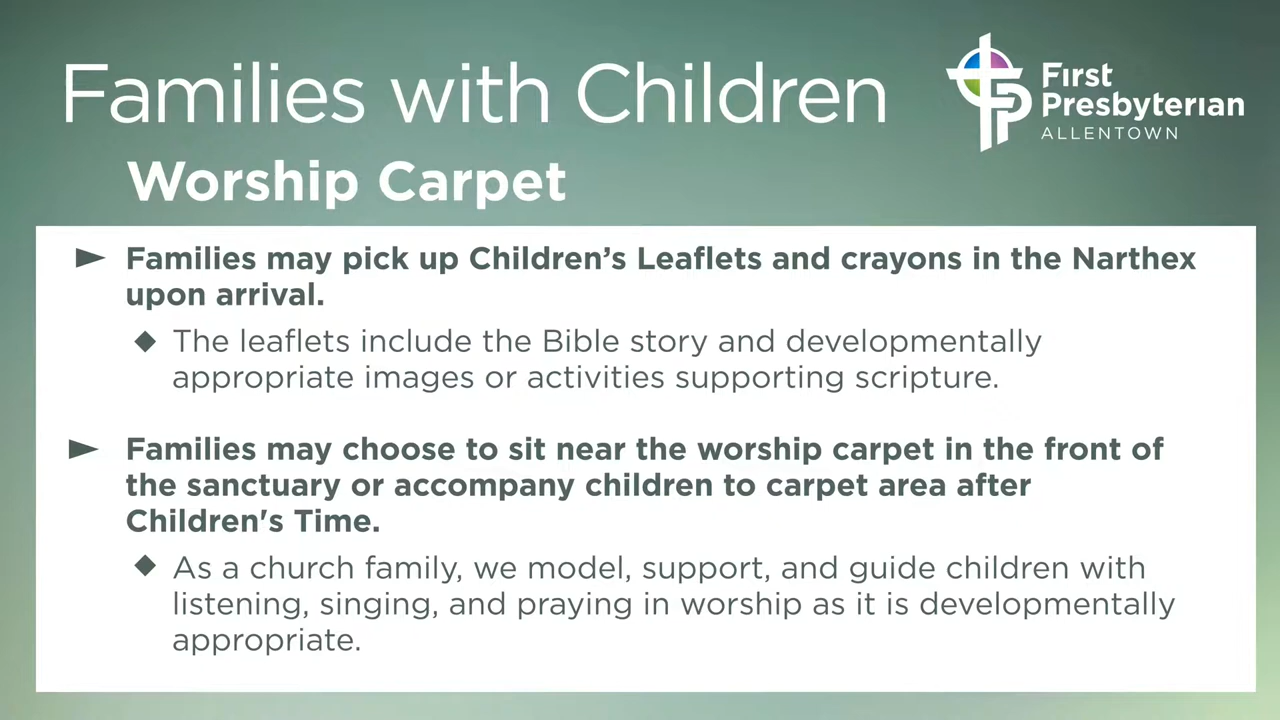 Families with Children
First
Presbyterian
ALLENTOWN
Worship Carpet
► Families may pick up Children’s Leaflets and crayons in the Narthex
upon arrival.
◆ The leaflets include the Bible story and developmentally
appropriate images or activities supporting scripture.
► Families may choose to sit near the worship carpet in the front of
the sanctuary or accompany children to carpet area after
Children's Time.
◆ As a church family, we model, support, and guide children with
listening, singing, and praying in worship as it is developmentally
appropriate.